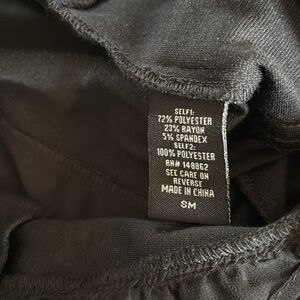 SELF1:
72% POLYESTER
23% RAYON
5% SPANDEX
SELF2:
100% POLYESTER
RN# 148862
SEE CARE ON
REVERSE
MADE IN CHINA
SM